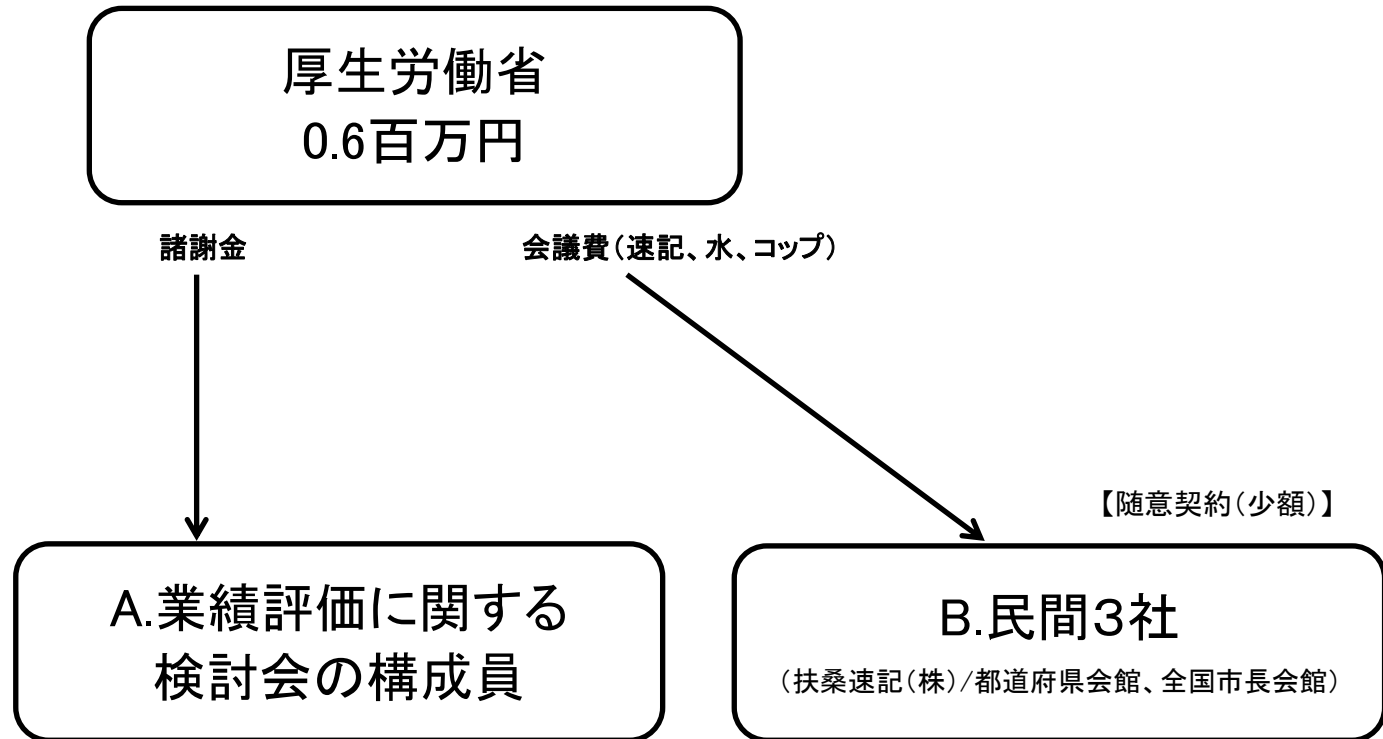 厚生労働省
0.6百万円
諸謝金
会議費(速記、水、コップ)
【随意契約(少額)】
A.業績評価に関する
検討会の構成員
B.民間３社
(扶桑速記(株)/都道府県会館、全国市長会館)